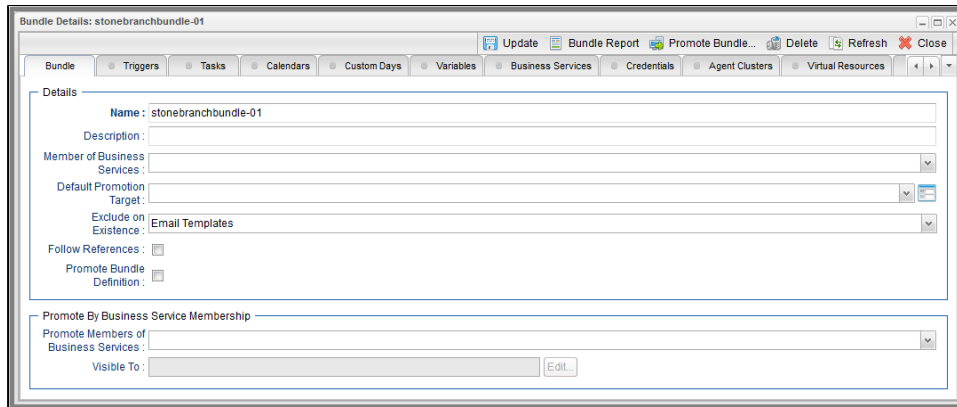 Bundle Details: stonebranchbundle-01
Update Bundle Report Promote Bundle... Delete Refresh Close
Bundle Triggers Tasks Calendars Custom Days Variables Business Services Credentials Agent Clusters Virtual Resources
Details
Name : stonebranchbundle-01
Description :
Member of Business
Services :
Default Promotion
Target :
Exclude on
Existence : Email Templates
Follow References :
Promote Bundle
Definition :
Promote By Business Service Membership
Promote Members of
Business Services :
Visible To : Edit...